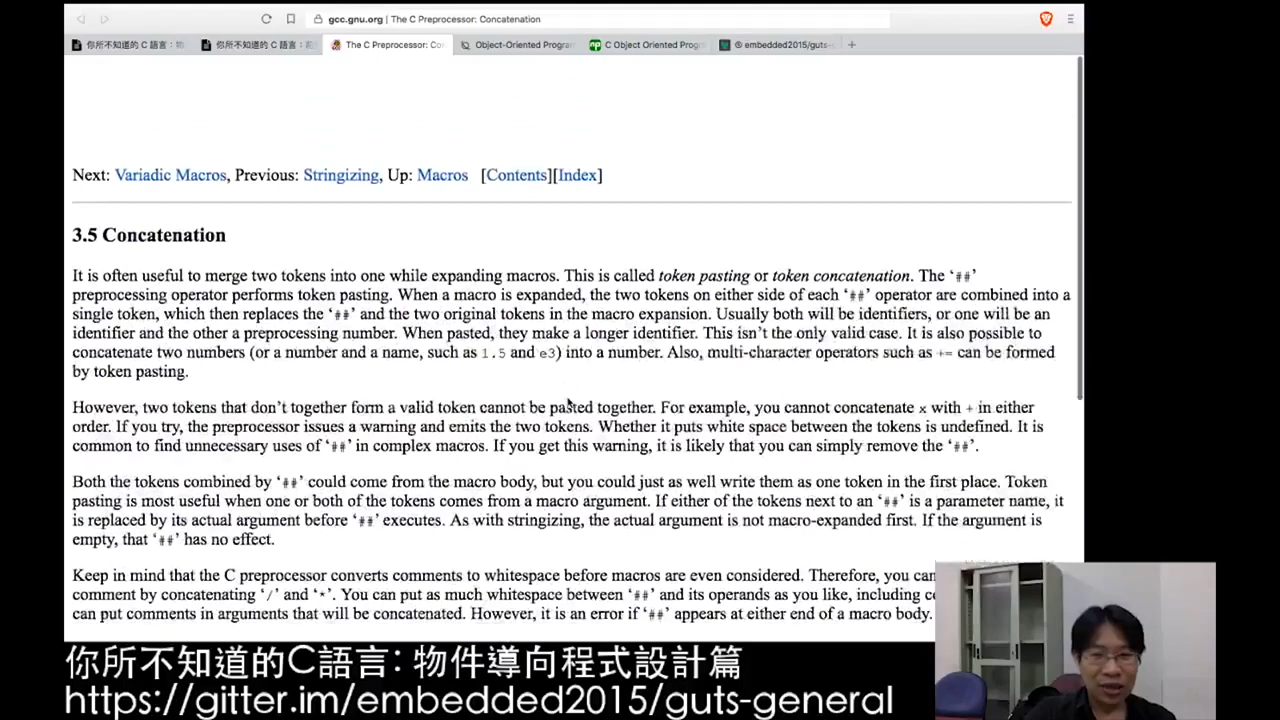 gcc.gnu.org | The C Preprocessor: Concatenation
你所不知道的 C 語言：
你所不知道的 C 語言：
The C Preprocessor: Con
Object-Oriented Progra
C Object Oriented Progr
embedded2015/guts-
Next: Variadic Macros, Previous: Stringizing, Up: Macros [Contents][Index]
3.5 Concatenation
It is often useful to merge two tokens into one while expanding macros. This is called token pasting or token concatenation. The ‘##’
preprocessing operator performs token pasting. When a macro is expanded, the two tokens on either side of each ‘##’ operator are combined into a
single token, which then replaces the ‘##’ and the two original tokens in the macro expansion. Usually both will be identifiers, or one will be an
identifier and the other a preprocessing number. When pasted, they make a longer identifier. This isn’t the only valid case. It is also possible to
concatenate two numbers (or a number and a name, such as 1.5 and e3) into a number. Also, multi-character operators such as += can be formed
by token pasting.
However, two tokens that don’t together form a valid token cannot be pasted together. For example, you cannot concatenate x with + in either
order. If you try, the preprocessor issues a warning and emits the two tokens. Whether it puts white space between the tokens is undefined. It is
common to find unnecessary uses of ‘##’ in complex macros. If you get this warning, it is likely that you can simply remove the ‘##’.
Both the tokens combined by ‘##’ could come from the macro body, but you could just as well write them as one token in the first place. Token
pasting is most useful when one or both of the tokens comes from a macro argument. If either of the tokens next to an ‘##’ is a parameter name, it
is replaced by its actual argument before ‘##’ executes. As with stringizing, the actual argument is not macro-expanded first. If the argument is
empty, that ‘##’ has no effect.
Keep in mind that the C preprocessor converts comments to whitespace before macros are even considered. Therefore, you can
comment by concatenating ‘/’ and ‘*’. You can put as much whitespace between ‘##’ and its operands as you like, including c
can put comments in arguments that will be concatenated. However, it is an error if ‘##’ appears at either end of a macro body.
你所不知道的C語言: 物件導向程式設計篇
https://gitter.im/embedded2015/guts-general